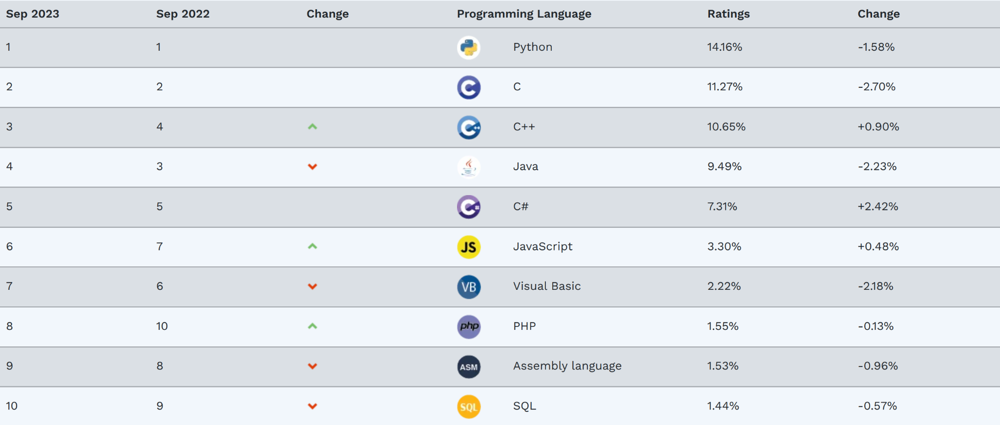 Sep 2023 Sep 2022 Change Programming Language Ratings Change
1 1 Python 14.16% -1.58%
2 2 C C 11.27% -2.70%
3 4 C++ C++ 10.65% +0.90%
4 3 Java 9.49% -2.23%
5 5 C# C# 7.31% +2.42%
6 7 JS JavaScript 3.30% +0.48%
7 6 VB Visual Basic 2.22% -2.18%
8 10 php PHP 1.55% -0.13%
9 8 ASM Assembly language 1.53% -0.96%
10 9 SQL SQL 1.44% -0.57%